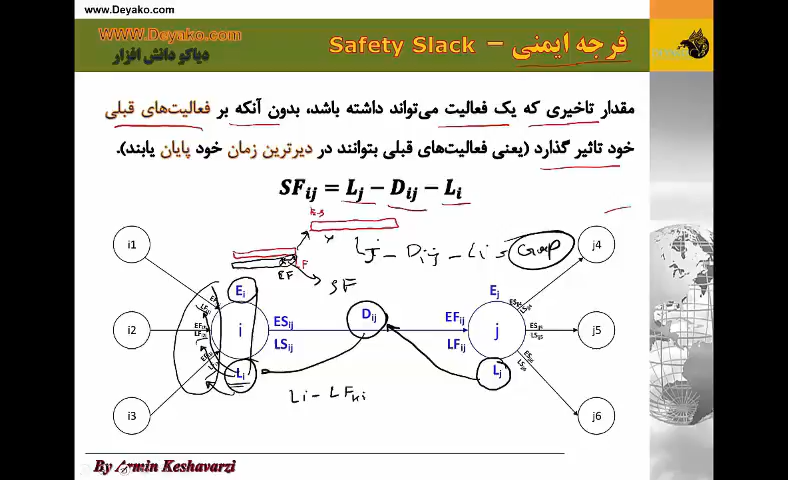 www.Deyako.com
www.Deyako.com
دیاکو دانش افزار
فرجه ایمنی – Safety Slack
مقدار تاخیری که یک فعالیت می‌تواند داشته باشد، بدون آنکه بر فعالیت‌های قبلی
خود تاثیر گذارد (یعنی فعالیت‌های قبلی بتوانند در دیرترین زمان خود پایان یابند).
SFij = Lj – Dij – Li
Lj – Dij – Li = Gap
EF LF
SF
i1
i2
i3
Ei
i
Li
ESij
LSij
Dij
EFij
LFij
Ej
j
Lj
j4
j5
j6
Li – LFki
By Armin Keshavarzi